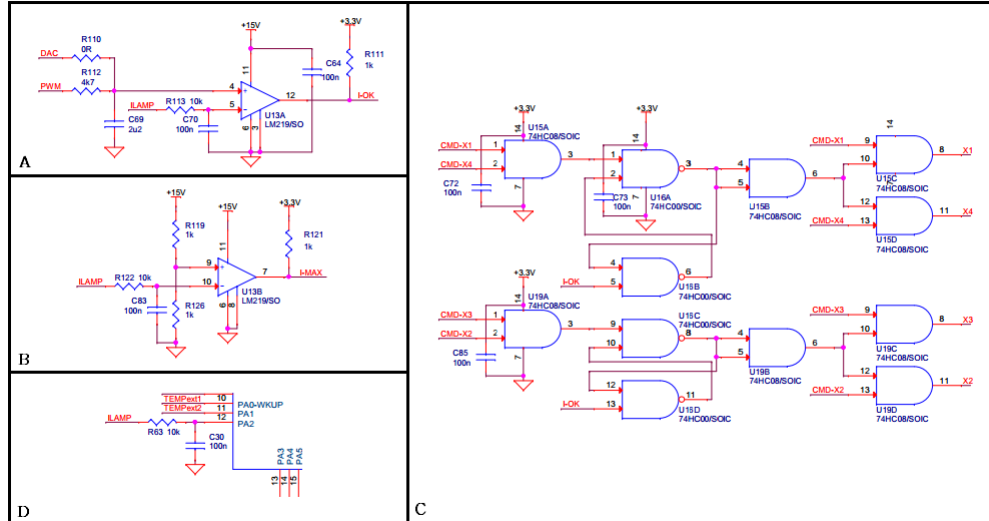 +15V
+3.3V
DAC
R110
0R
R111
1k
C64
100n
R112
4k7
PWM
11
4
12
I-OK
ILAMP
R113 10k
5
U13A
LM219/SO
C69
2u2
C70
100n
6
3
A
+15V
+15V
R119
1k
R121
1k
11
9
7
I-MAX
ILAMP
R122 10k
10
U13B
LM219/SO
C83
100n
R126
1k
6
8
B
TEMPext1
10
PA0-WKUP
TEMPext2
11
PA1
ILAMP
12
PA2
R63 10k
C30
100n
PA3
PA4
PA5
13
14
15
D
+3.3V
+3.3V
U15A
74HC08/SOIC
14
14
14
CMD-X1
1
3
1
3
4
CMD-X1
9
8
X1
CMD-X4
2
2
5
6
10
U15C
74HC08/SOIC
C72
100n
7
C73
100n
7
U16A
74HC00/SOIC
U15B
74HC08/SOIC
12
11
X4
CMD-X4
13
U15D
74HC08/SOIC
+3.3V
4
6
I-OK
5
U15B
74HC00/SOIC
U19A
74HC08/SOIC
14
U15C
74HC00/SOIC
CMD-X3
1
3
9
8
4
CMD-X3
9
8
X3
CMD-X2
2
10
5
6
10
U19C
74HC08/SOIC
C85
100n
7
U19B
74HC08/SOIC
12
11
12
11
X2
I-OK
13
CMD-X2
13
U15D
74HC00/SOIC
U19D
74HC08/SOIC
C